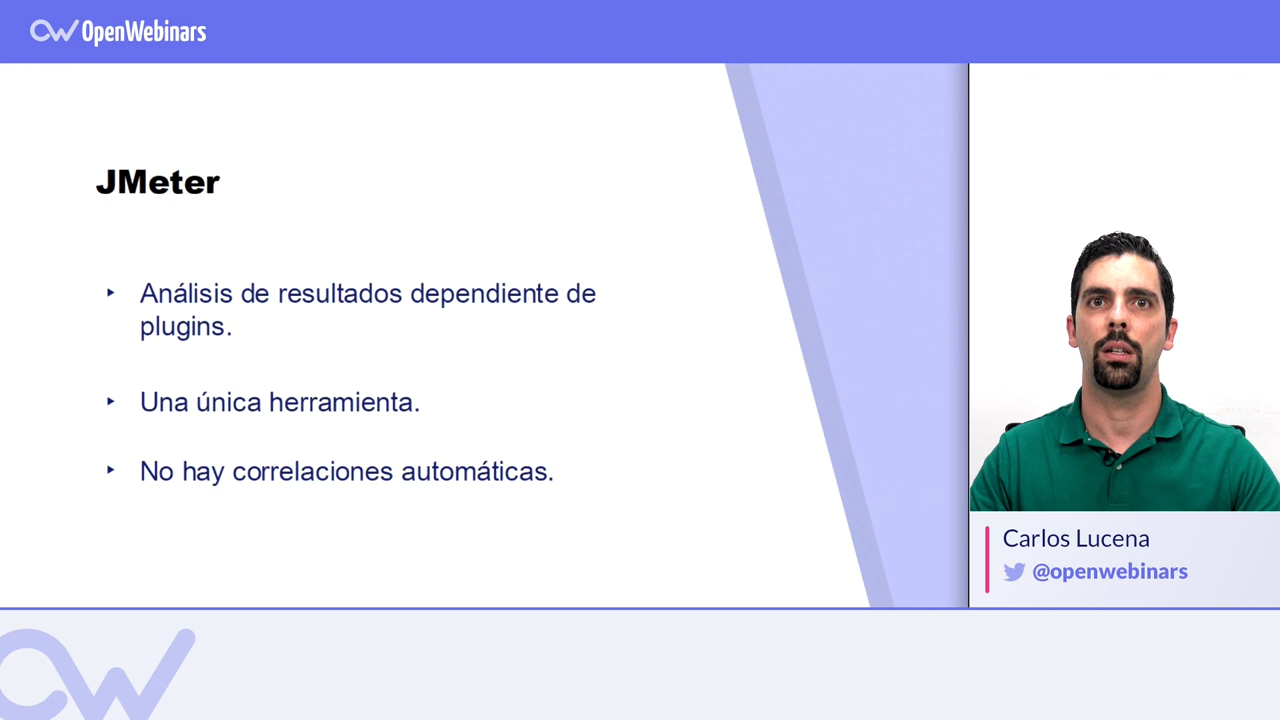 OpenWebinars
JMeter
‣ Análisis de resultados dependiente de
plugins.
‣ Una única herramienta.
‣ No hay correlaciones automáticas.
Carlos Lucena
@openwebinars